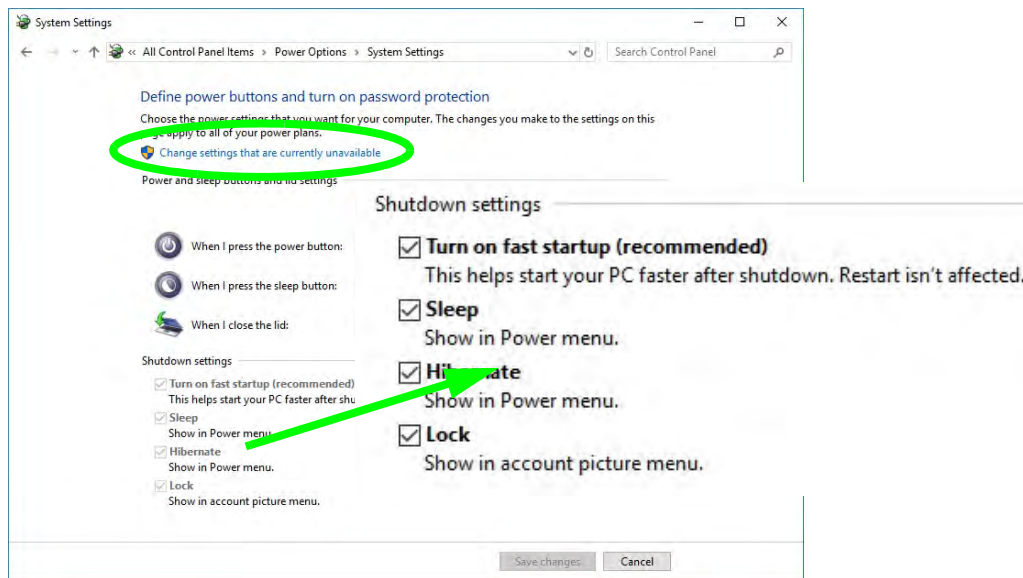 System Settings
« All Control Panel Items › Power Options › System Settings
Search Control Panel
Define power buttons and turn on password protection
Choose the power settings that you want for your computer. The changes you make to the settings on this
page apply to all of your power plans.
Change settings that are currently unavailable
Power and sleep buttons and lid settings
When I press the power button:
When I press the sleep button:
When I close the lid:
Shutdown settings
Turn on fast startup (recommended)
This helps start your PC faster after shu
Sleep
Show in Power menu.
Hibernate
Show in Power menu.
Lock
Show in account picture menu.
Shutdown settings
Turn on fast startup (recommended)
This helps start your PC faster after shutdown. Restart isn't affected.
Sleep
Show in Power menu.
Hibernate
Show in Power menu.
Lock
Show in account picture menu.
Save changes
Cancel